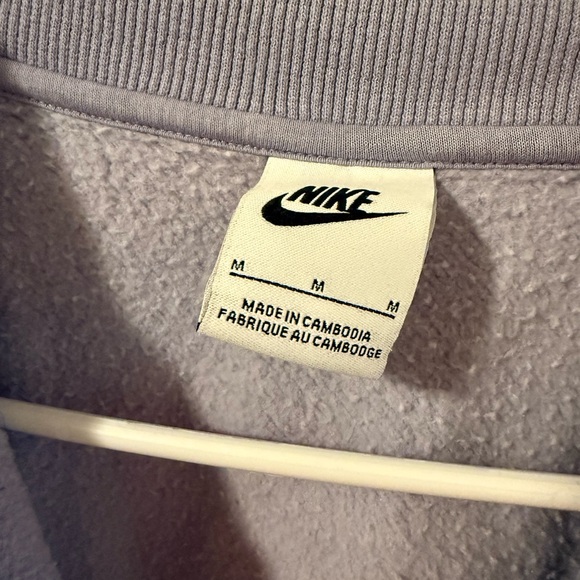 NIKE
M M M
MADE IN CAMBODIA
FABRIQUE AU CAMBODGE